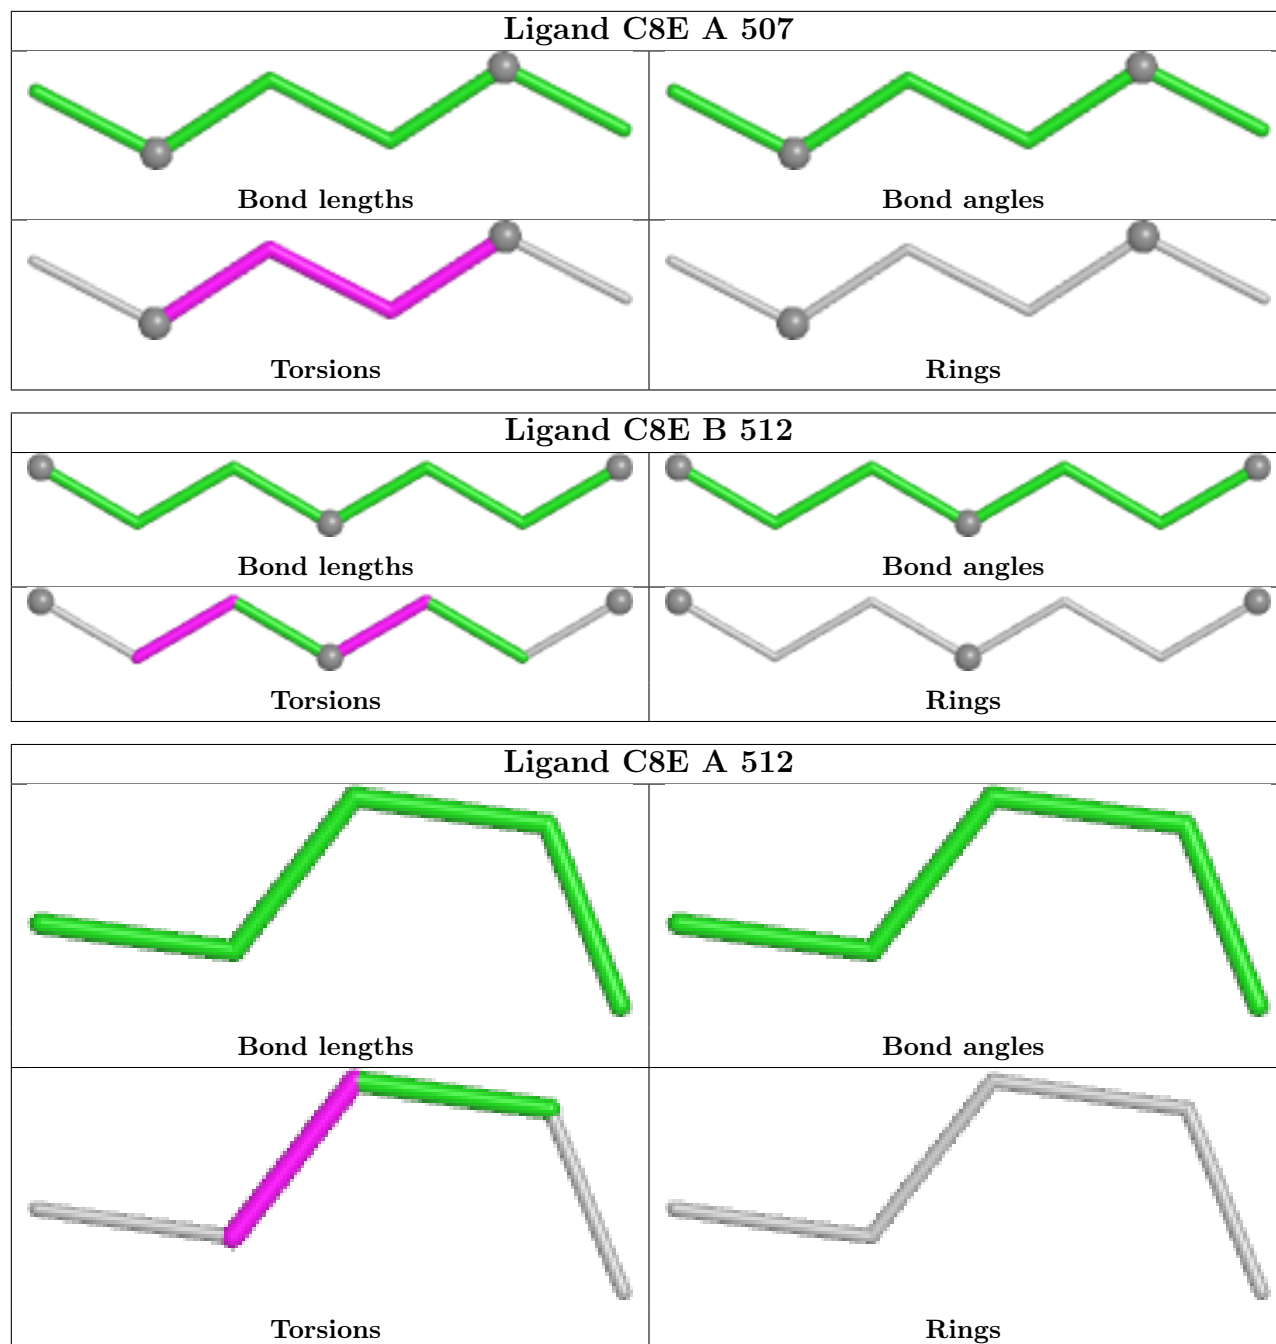 Ligand C8E A 507
Bond lengths
Bond angles
Torsions
Rings
Ligand C8E B 512
Bond lengths
Bond angles
Torsions
Rings
Ligand C8E A 512
Bond lengths
Bond angles
Torsions
Rings